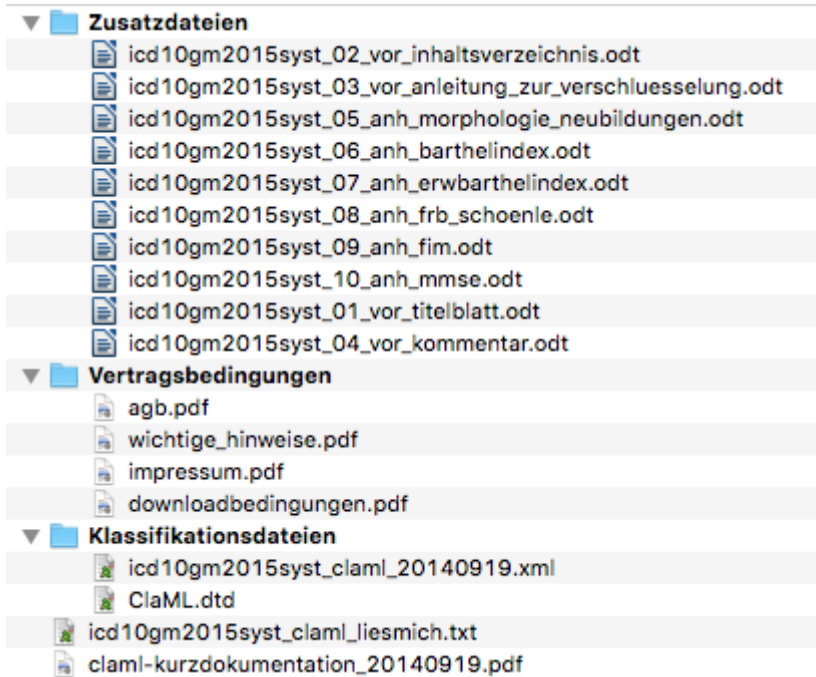 Zusatzdateien
icd10gm2015syst_02_vor_inhaltsverzeichnis.odt
icd10gm2015syst_03_vor_anleitung_zur_verschluesselung.odt
icd10gm2015syst_05_anh_morphologie_neubildungen.odt
icd10gm2015syst_06_anh_barthelindex.odt
icd10gm2015syst_07_anh_erwbarthelindex.odt
icd10gm2015syst_08_anh_frb_schoenle.odt
icd10gm2015syst_09_anh_fim.odt
icd10gm2015syst_10_anh_mmse.odt
icd10gm2015syst_01_vor_titelblatt.odt
icd10gm2015syst_04_vor_kommentar.odt
Vertragsbedingungen
agb.pdf
wichtige_hinweise.pdf
impressum.pdf
downloadbedingungen.pdf
Klassifikationsdateien
icd10gm2015syst_claml_20140919.xml
ClaML.dtd
icd10gm2015syst_claml_liesmich.txt
claml-kurzdokumentation_20140919.pdf